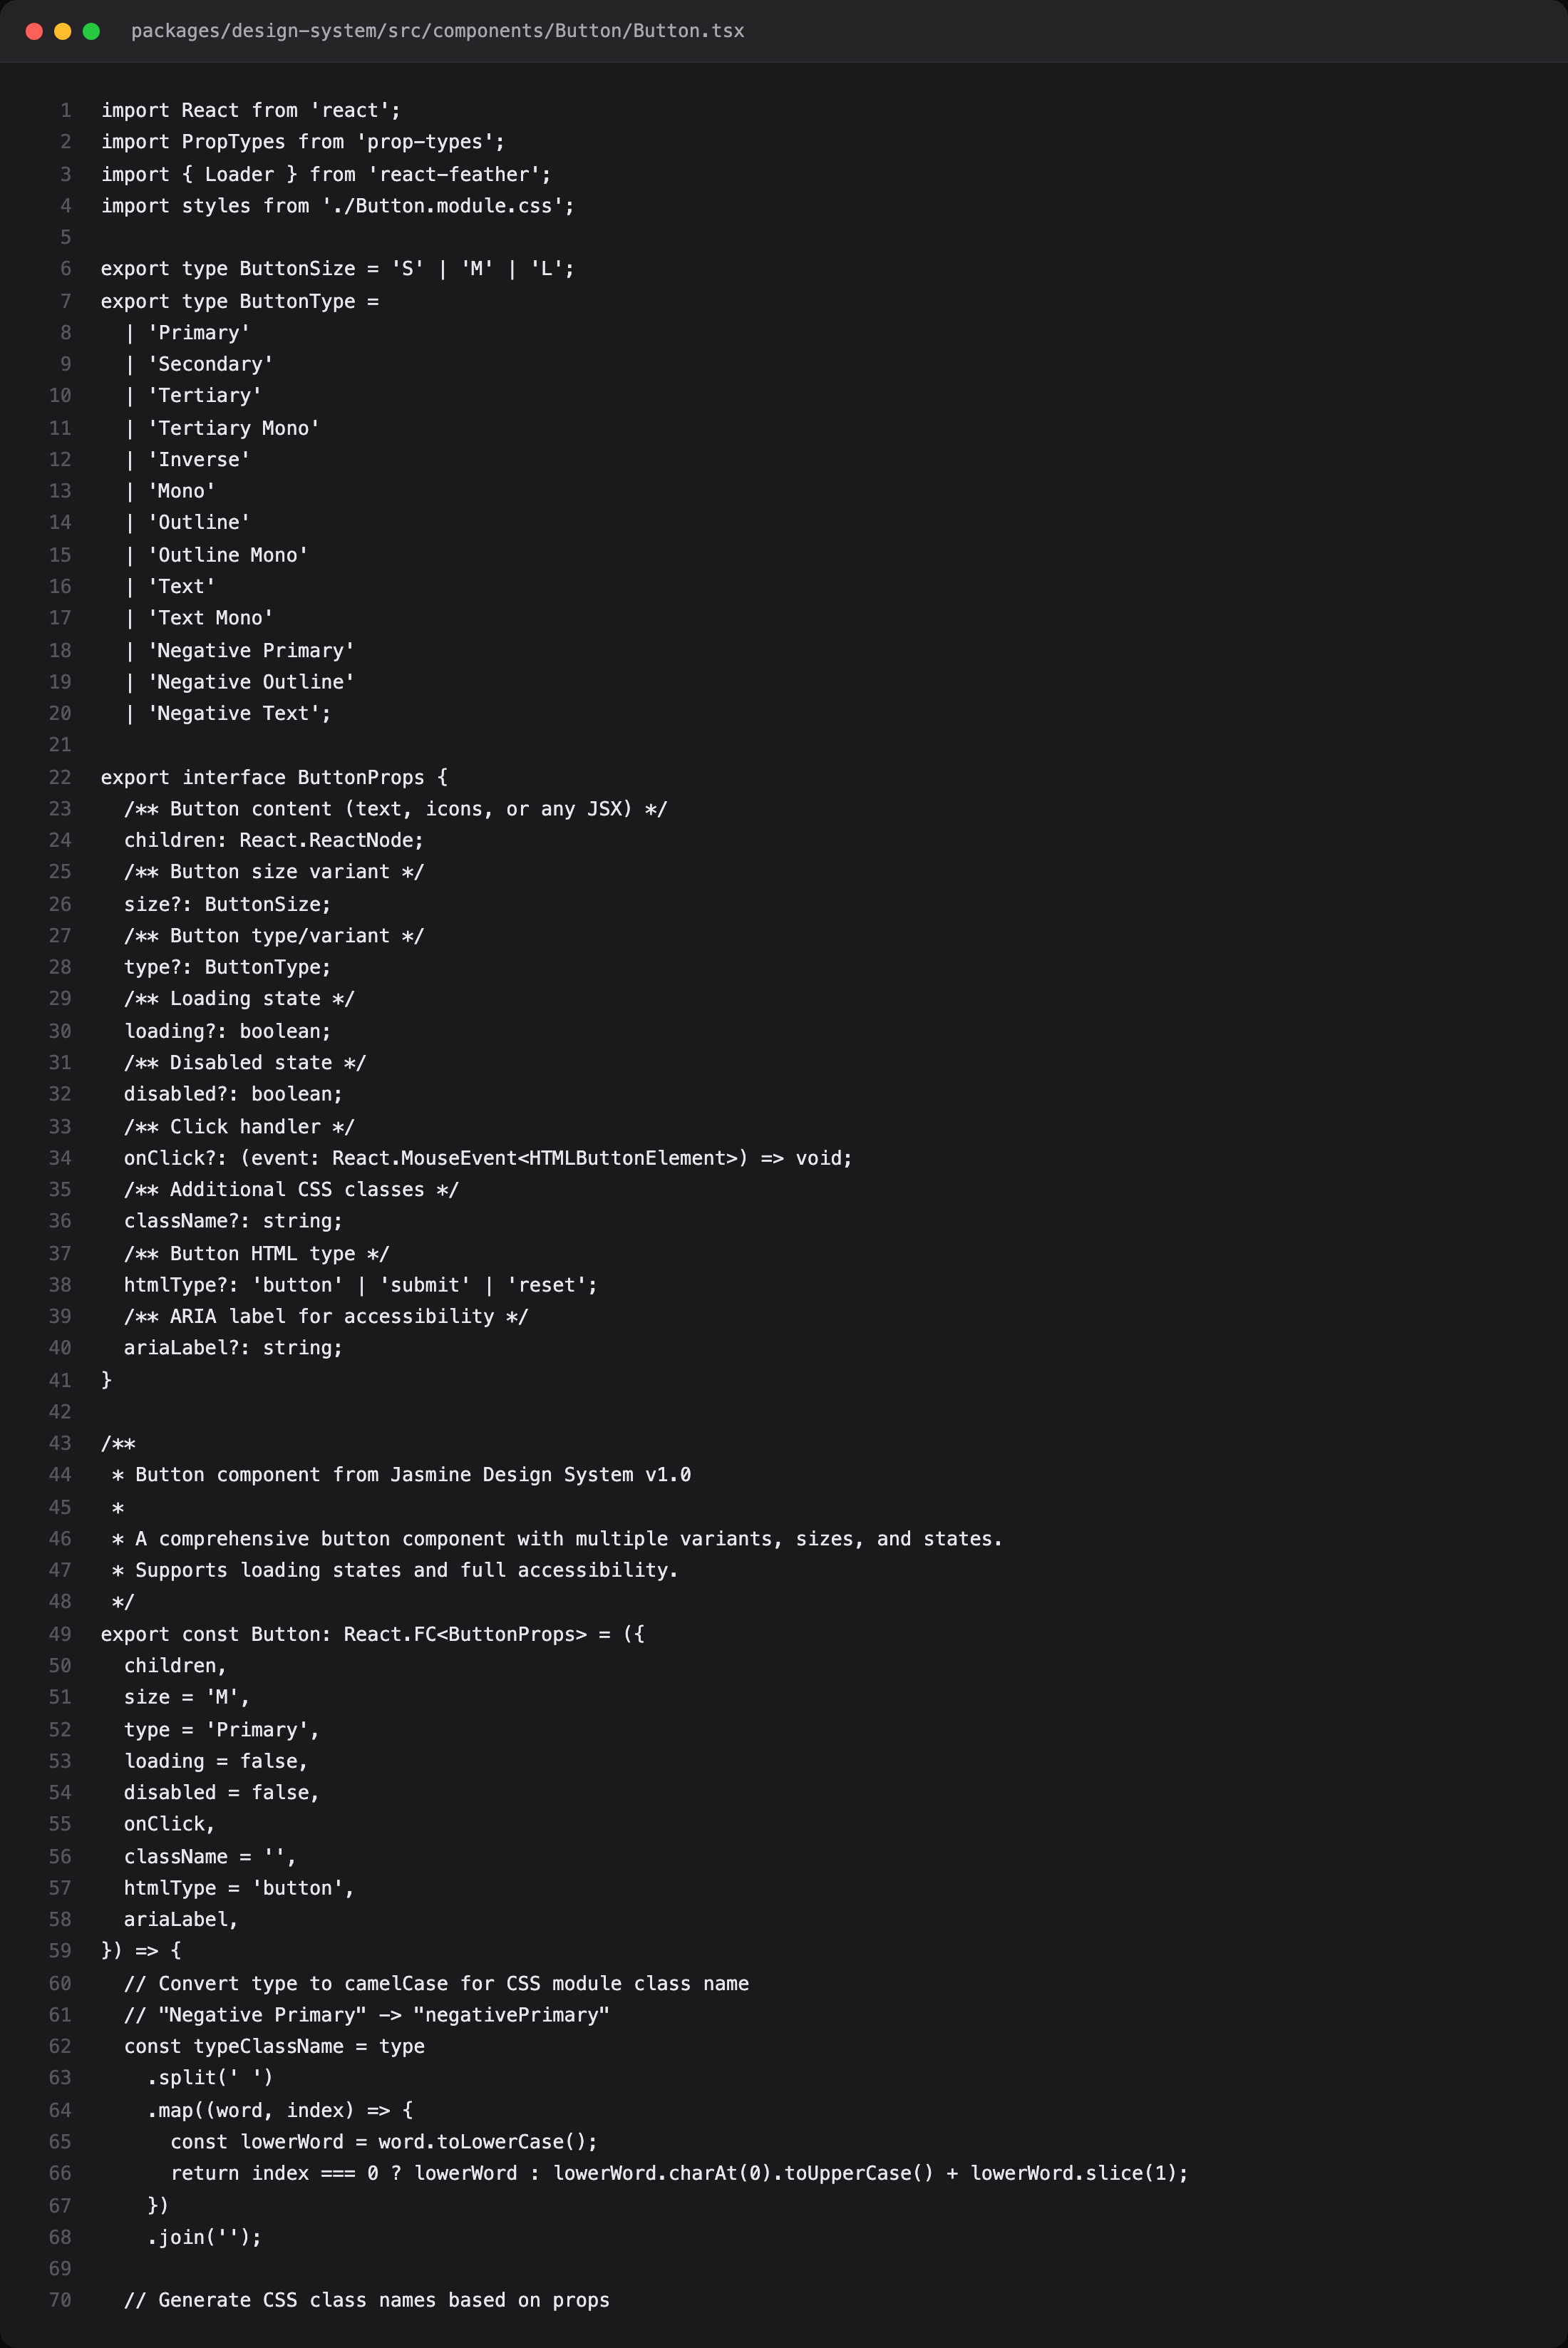 packages/design-system/src/components/Button/Button.tsx
1 import React from 'react';
2 import PropTypes from 'prop-types';
3 import { Loader } from 'react-feather';
4 import styles from './Button.module.css';
5
6 export type ButtonSize = 'S' | 'M' | 'L';
7 export type ButtonType =
8   | 'Primary'
9   | 'Secondary'
10   | 'Tertiary'
11   | 'Tertiary Mono'
12   | 'Inverse'
13   | 'Mono'
14   | 'Outline'
15   | 'Outline Mono'
16   | 'Text'
17   | 'Text Mono'
18   | 'Negative Primary'
19   | 'Negative Outline'
20   | 'Negative Text';
21
22 export interface ButtonProps {
23   /** Button content (text, icons, or any JSX) */
24   children: React.ReactNode;
25   /** Button size variant */
26   size?: ButtonSize;
27   /** Button type/variant */
28   type?: ButtonType;
29   /** Loading state */
30   loading?: boolean;
31   /** Disabled state */
32   disabled?: boolean;
33   /** Click handler */
34   onClick?: (event: React.MouseEvent<HTMLButtonElement>) => void;
35   /** Additional CSS classes */
36   className?: string;
37   /** Button HTML type */
38   htmlType?: 'button' | 'submit' | 'reset';
39   /** ARIA label for accessibility */
40   ariaLabel?: string;
41 }
42
43 /**
44  * Button component from Jasmine Design System v1.0
45  *
46  * A comprehensive button component with multiple variants, sizes, and states.
47  * Supports loading states and full accessibility.
48  */
49 export const Button: React.FC<ButtonProps> = ({
50   children,
51   size = 'M',
52   type = 'Primary',
53   loading = false,
54   disabled = false,
55   onClick,
56   className = '',
57   htmlType = 'button',
58   ariaLabel,
59 }) => {
60   // Convert type to camelCase for CSS module class name
61   // "Negative Primary" -> "negativePrimary"
62   const typeClassName = type
63     .split(' ')
64     .map((word, index) => {
65       const lowerWord = word.toLowerCase();
66       return index === 0 ? lowerWord : lowerWord.charAt(0).toUpperCase() + lowerWord.slice(1);
67     })
68     .join('');
69
70   // Generate CSS class names based on props